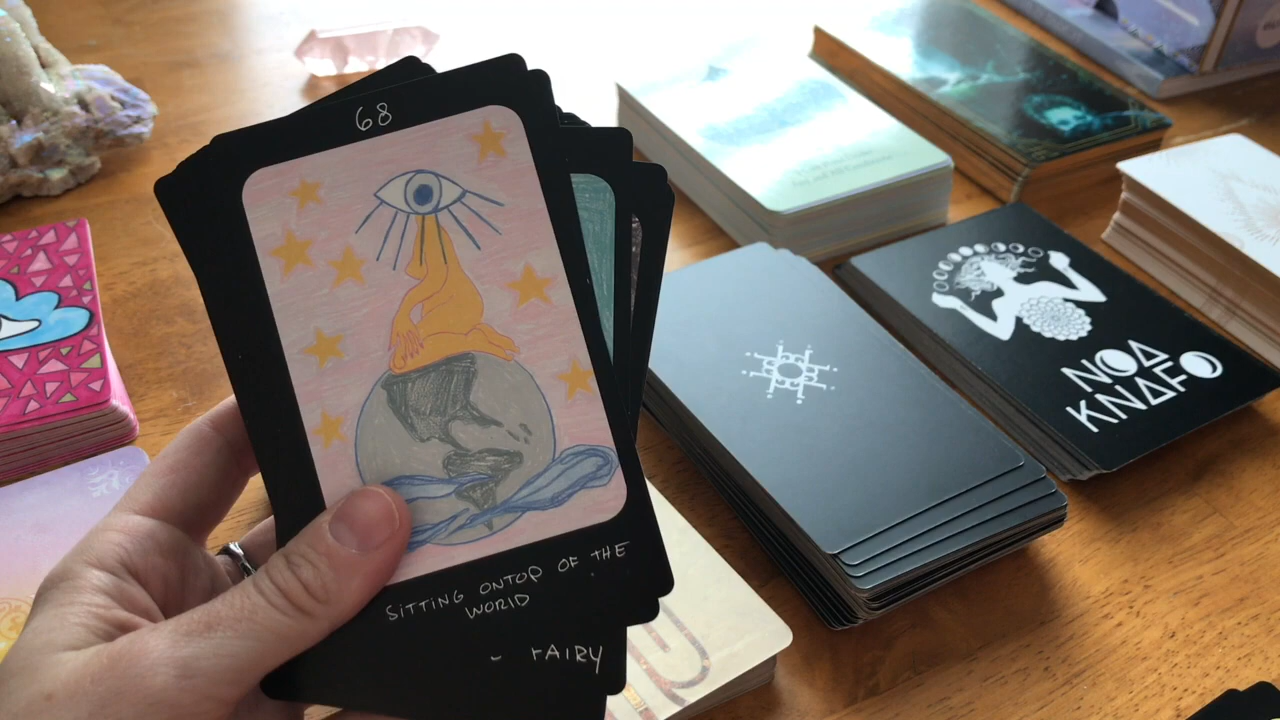 68
SITTING ONTOP OF THE
WORLD
- FAIRY
NOA
KNAFO